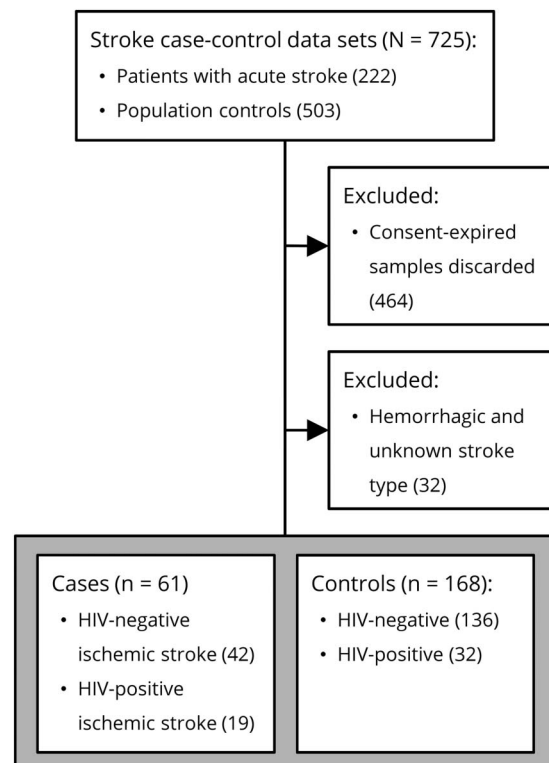 Stroke case-control data sets (N = 725):
• Patients with acute stroke (222)
• Population controls (503)
Excluded:
• Consent-expired
samples discarded
(464)
Excluded:
• Hemorrhagic and
unknown stroke
type (32)
Cases (n = 61)
• HIV-negative
ischemic stroke (42)
• HIV-positive
ischemic stroke (19)
Controls (n = 168):
• HIV-negative (136)
• HIV-positive (32)